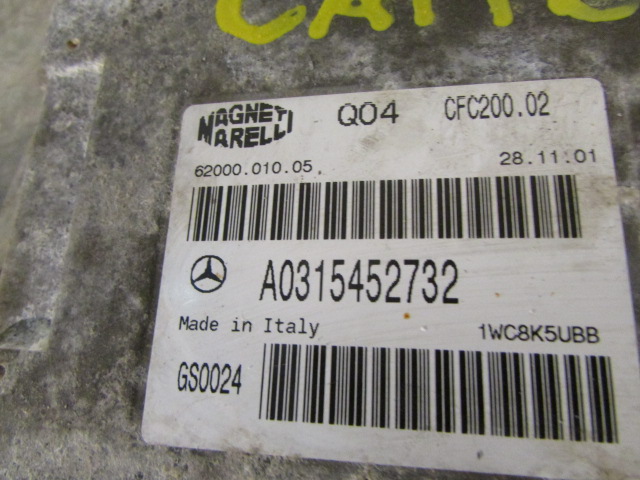 MAGNETI MARELLI Q04 CFC200.02
62000.010.05. 28.11.01
A0315452732
Made in Italy 1WC8K5UBB
GS0024